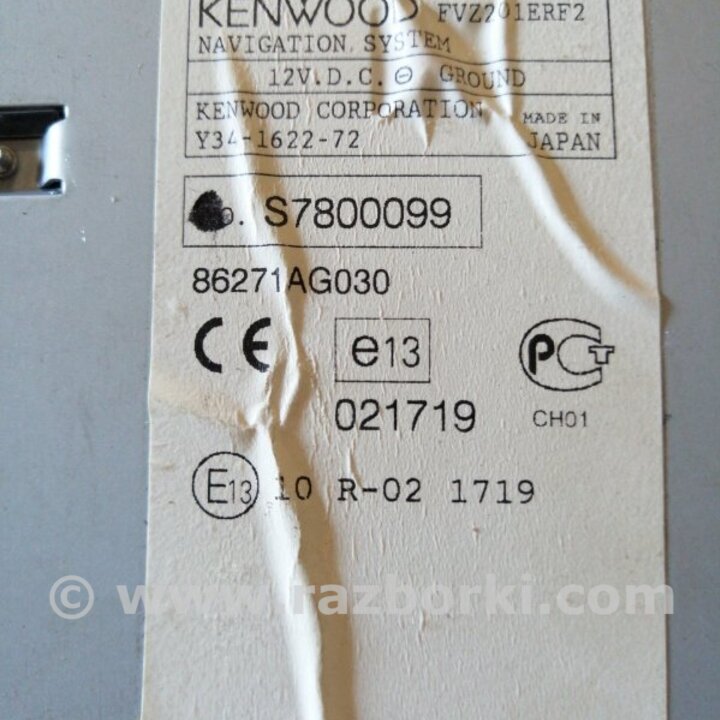 KENWOOD FVZ201ERF2
NAVIGATION SYSTEM
12V.D.C. ⊖ GROUND
KENWOOD CORPORATION MADE IN
Y34-1622-72 JAPAN
S7800099
86271AG030
CE e13 PCT
021719 CH01
E13 10 R-02 1719
© www.razborki.com